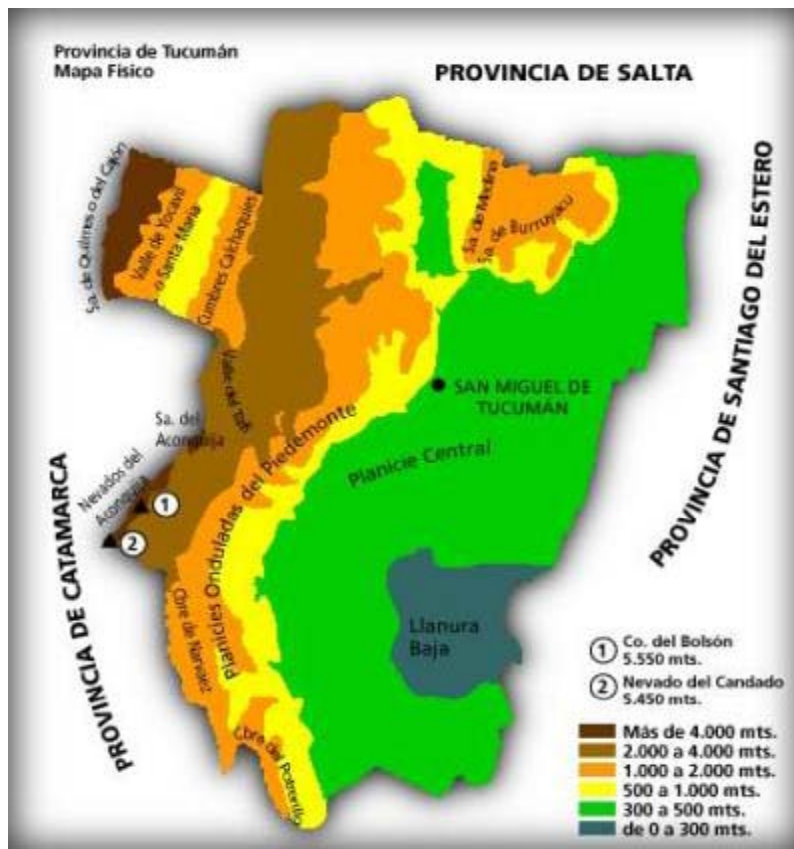 Provincia de Tucumán
Mapa Físico
PROVINCIA DE SALTA
Sa. de Quilmes o del Cajón
Valle de Yocavil
o Santa María
Cumbres Calchaquíes
Sa. de Medina
Sa. de Burruyacú
PROVINCIA DE SANTIAGO DEL ESTERO
Valle del Tafí
SAN MIGUEL DE
TUCUMÁN
Sa. del
Aconquija
Nevados del
Aconquija
Planicies Onduladas del Piedemonte
Planicie Central
1
2
PROVINCIA DE CATAMARCA
Cbre de Narvaez
Llanura
Baja
Cbre del Potrerillo
1 Co. del Bolsón
5.550 mts.
2 Nevado del Candado
5.450 mts.
Más de 4.000 mts.
2.000 a 4.000 mts.
1.000 a 2.000 mts.
500 a 1.000 mts.
300 a 500 mts.
de 0 a 300 mts.